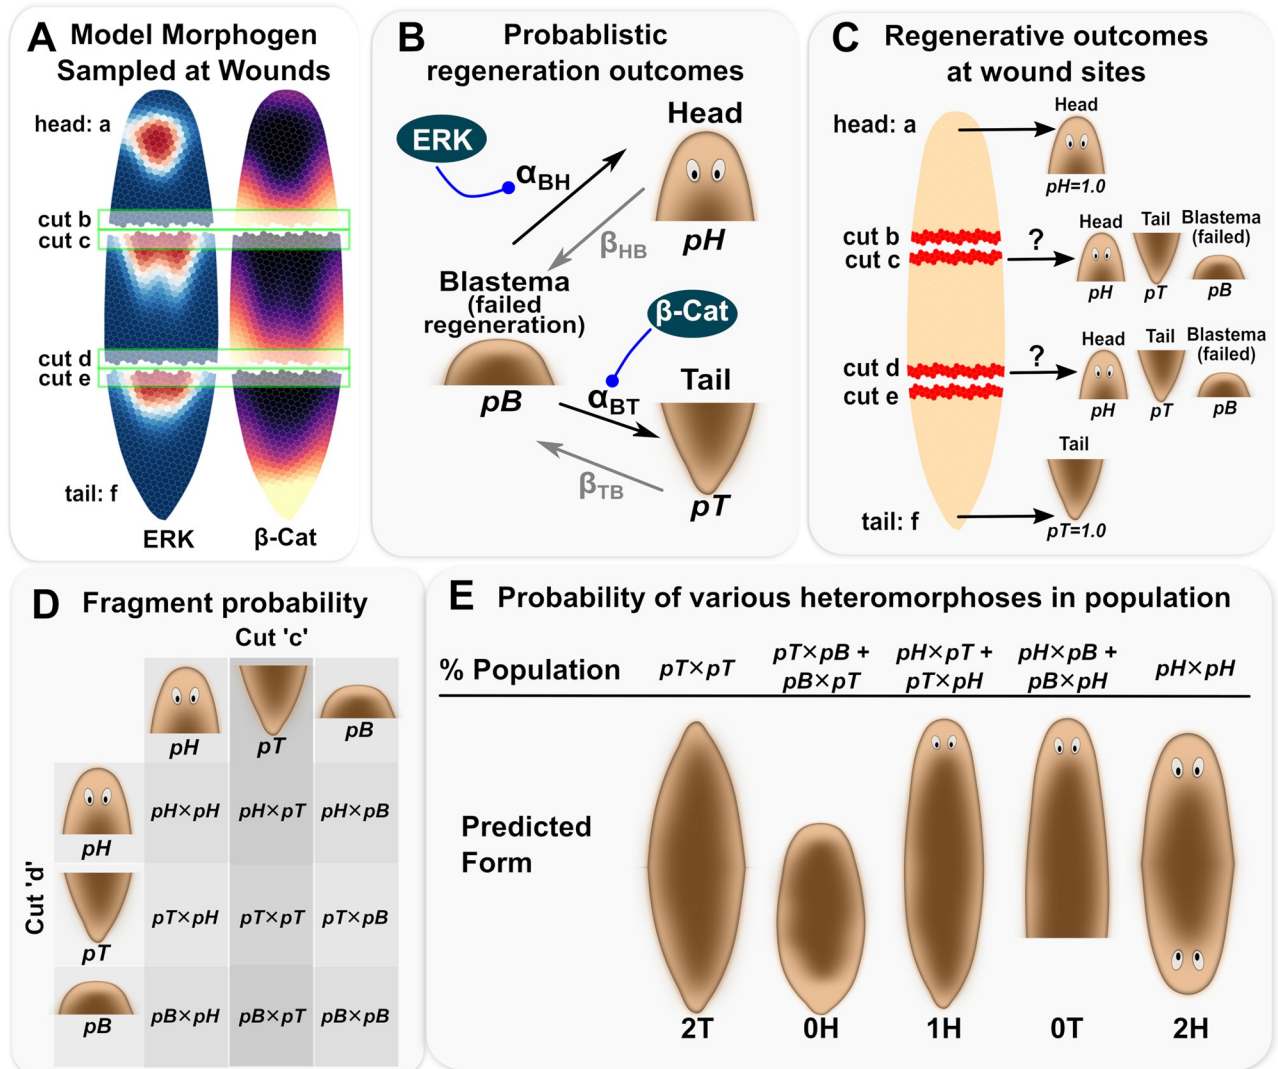 A Model Morphogen
Sampled at Wounds
head: a
cut b
cut c
cut d
cut e
tail: f
ERK
β-Cat
B Probablistic
regeneration outcomes
Head
ERK
αBH
βHB
pH
Blastema
(failed
regeneration)
β-Cat
Tail
pB
αBT
βTB
pT
C Regenerative outcomes
at wound sites
head: a
Head
pH=1.0
cut b
cut c
?
Head
Tail
Blastema
(failed)
pH
pT
pB
cut d
cut e
?
Head
Tail
Blastema
(failed)
pH
pT
pB
Tail
tail: f
pT=1.0
D Fragment probability
Cut 'c'
pH
pT
pB
Cut 'd'
pH
pH×pH pH×pT pH×pB
pT
pT×pH pT×pT pT×pB
pB
pB×pH pB×pT pB×pB
E Probability of various heteromorphoses in population
% Population
pT×pT
pT×pB +
pB×pT
pH×pT +
pT×pH
pH×pB +
pB×pH
pH×pH
Predicted
Form
2T 0H 1H 0T 2H